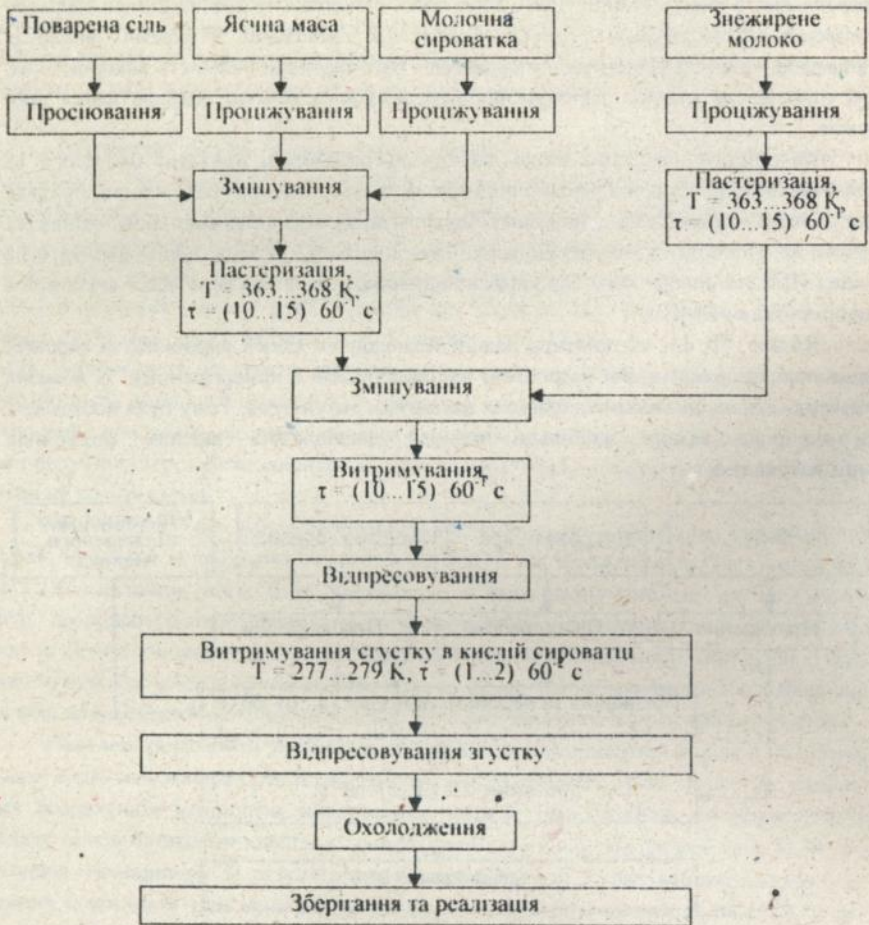 Поварена сіль
Яєчна маса
Молочна
сироватка
Знежирене
молоко
Просіювання
Проціжування
Проціжування
Проціжування
Змішування
Пастеризація,
T = 363...368 K,
τ = (10...15) 60⁻¹ с
Пастеризація,
T = 363...368 K,
τ = (10...15) 60⁻¹ с
Змішування
Витримування,
τ = (10...15) 60⁻¹ с
Відпресовування
Витримування згустку в кислій сироватці
T = 277...279 K, τ = (1...2) 60⁻² с
Відпресовування згустку
Охолодження
Зберігання та реалізація